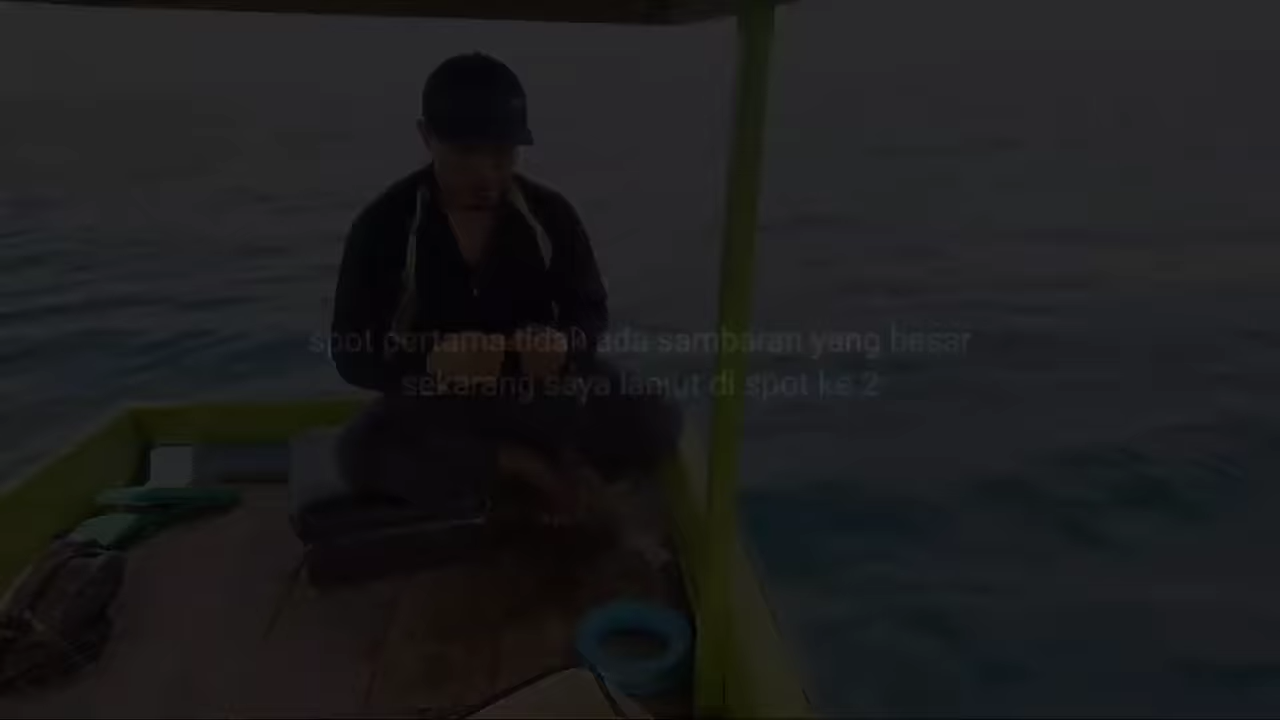 spot pertama tidak ada sambaran yang besar
sekarang saya lanjut di spot ke 2